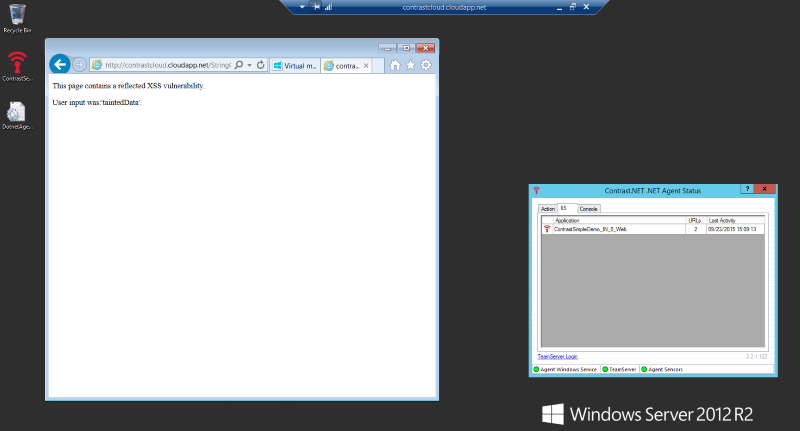 contrastcloud.cloudapp.net
Recycle Bin
ContrastSe...
DotnetAge...
http://contrastcloud.cloudapp.net/String
Virtual m...
contra...
This page contains a reflected XSS vulnerability.
User input was:'taintedData'.
Contrast.NET .NET Agent Status
Action
IIS
Console
Application URLs Last Activity
ContrastSimpleDemo_IN_0_Web 2 09/23/2015 15:09:13
TeamServer Login
3.2.1.122
Agent Windows Service
TeamServer
Agent Sensors
Windows Server 2012 R2